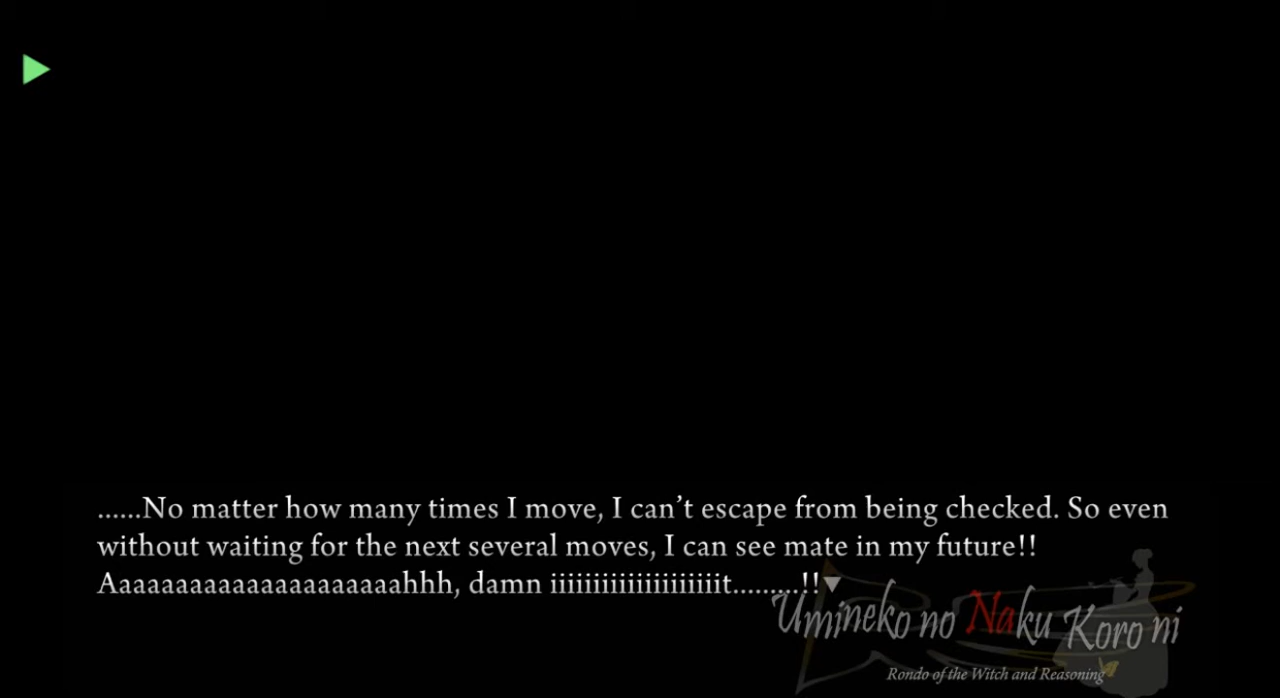 ......No matter how many times I move, I can't escape from being checked. So even
without waiting for the next several moves, I can see mate in my future!!
Aaaaaaaaaaaaaaaaaaaaaahhh, damn iiiiiiiiiiiiiiiiiiiit.........!!
Umineko no Naku Koro ni
Rondo of the Witch and Reasoning